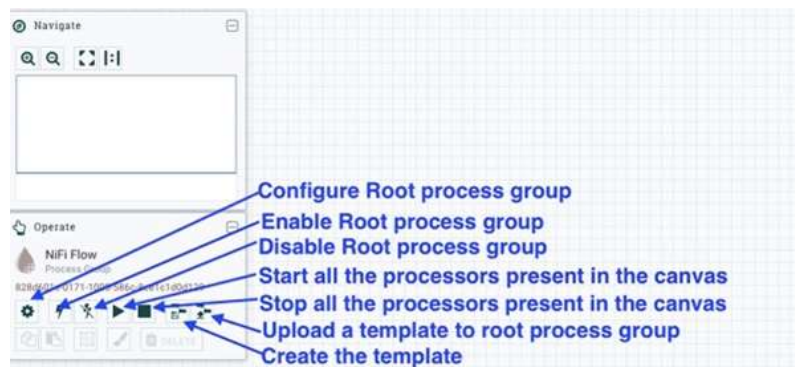 Navigate
Configure Root process group
Operate
Enable Root process group
Disable Root process group
NiFi Flow
Process Group
Start all the processors present in the canvas
Stop all the processors present in the canvas
Upload a template to root process group
DELETE
Create the template